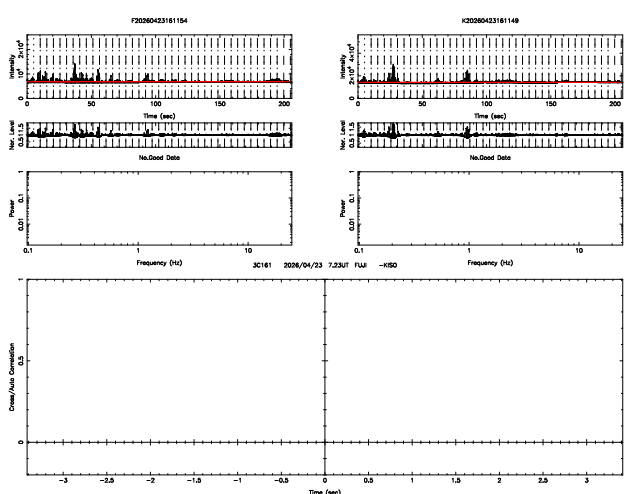 F20260423161154
K20260423161149
Intensity
0
10⁴
2×10⁴
0 50 100 150 200
Time (sec)
Intensity
0
2×10⁴
4×10⁴
0 50 100 150 200
Time (sec)
Nor. Level
0.5 1 1.5
No.Good Data
Nor. Level
0.5 1 1.5
No.Good Data
Power
1
0.1
0.01
0.1 1 10
Frequency (Hz)
Power
1
0.1
0.01
0.1 1 10
Frequency (Hz)
3C161 2026/04/23 7.23UT FUJI -KISO
Cross/Auto Correlation
1
0.5
0
-3 -2.5 -2 -1.5 -1 -0.5 0 0.5 1 1.5 2 2.5 3
Time (sec)